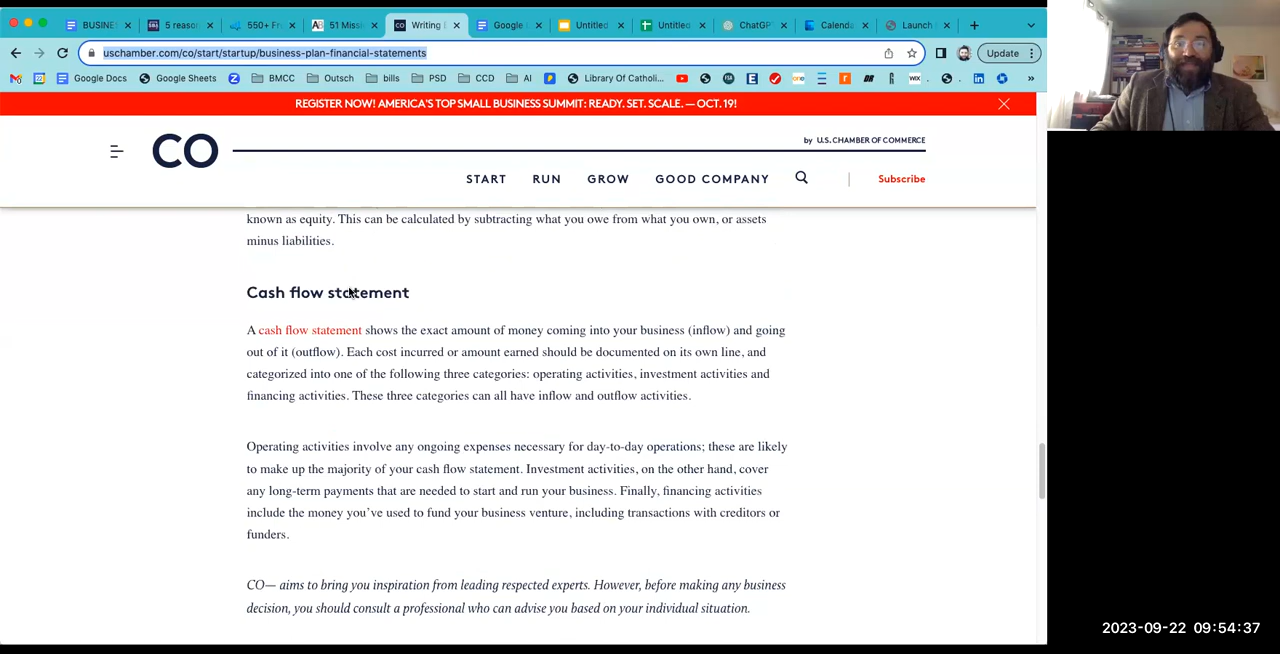 BUSINE
5 reason
550+ Fr
51 Missi
Writing
Google
Untitled
Untitled
ChatGP
Calenda
Launch
uschamber.com/co/start/startup/business-plan-financial-statements
Update
Google Docs
Google Sheets
BMCC
Outsch
bills
PSD
CCD
AI
Library Of Catholi...
REGISTER NOW! AMERICA'S TOP SMALL BUSINESS SUMMIT: READY. SET. SCALE. — OCT. 19!
CO
by U.S. CHAMBER OF COMMERCE
START RUN GROW GOOD COMPANY
Subscribe
known as equity. This can be calculated by subtracting what you owe from what you own, or assets
minus liabilities.
Cash flow statement
A cash flow statement shows the exact amount of money coming into your business (inflow) and going
out of it (outflow). Each cost incurred or amount earned should be documented on its own line, and
categorized into one of the following three categories: operating activities, investment activities and
financing activities. These three categories can all have inflow and outflow activities.
Operating activities involve any ongoing expenses necessary for day-to-day operations; these are likely
to make up the majority of your cash flow statement. Investment activities, on the other hand, cover
any long-term payments that are needed to start and run your business. Finally, financing activities
include the money you've used to fund your business venture, including transactions with creditors or
funders.
CO— aims to bring you inspiration from leading respected experts. However, before making any business
decision, you should consult a professional who can advise you based on your individual situation.
2023-09-22 09:54:37